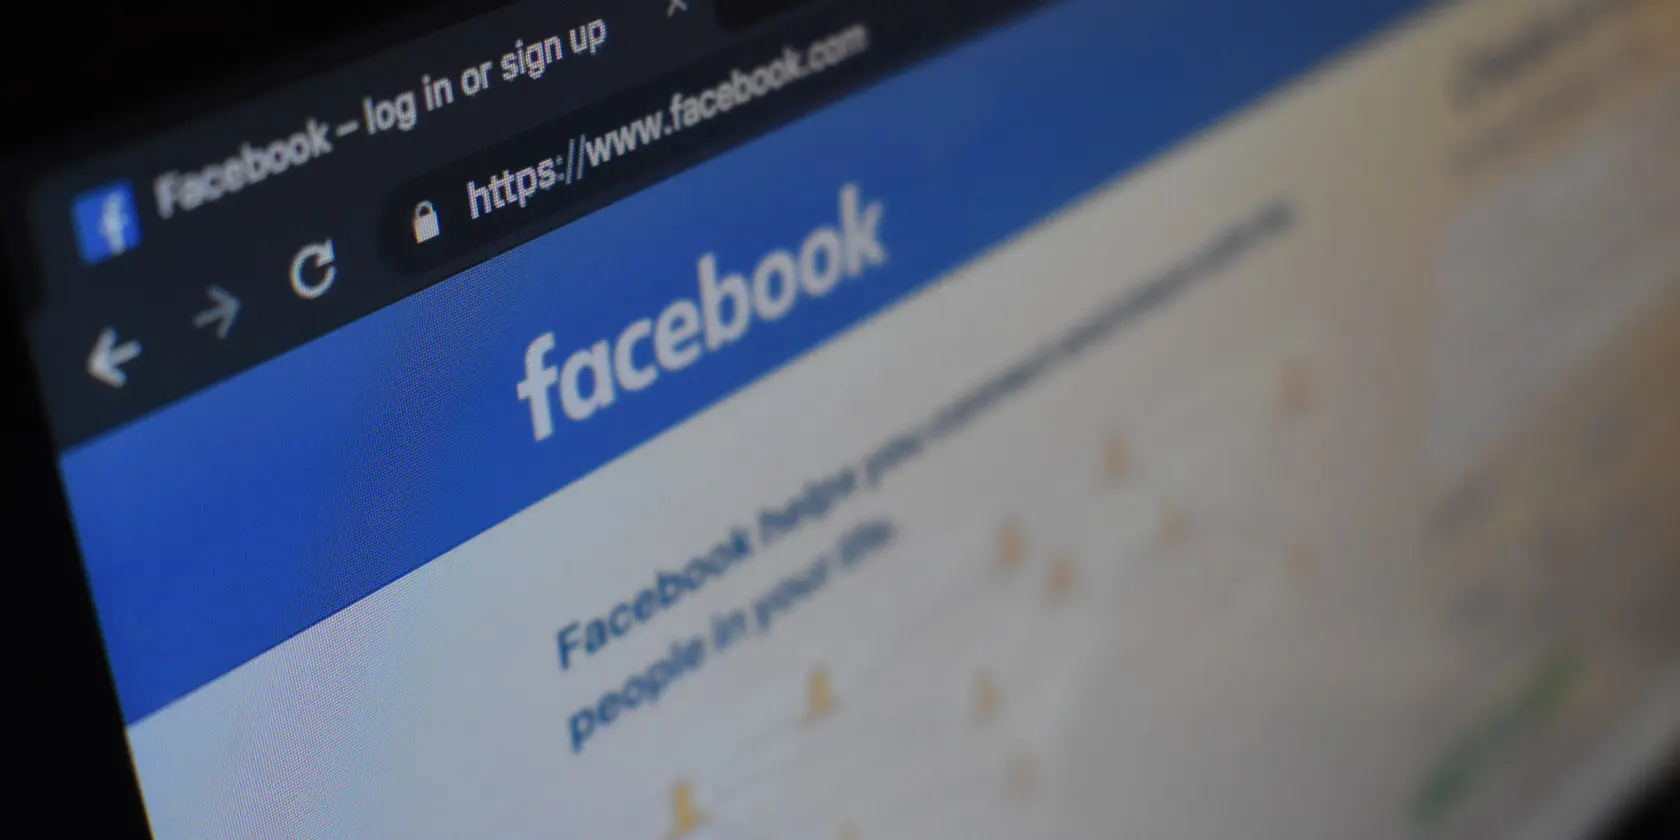 Facebook – log in or sign up
https://www.facebook.com
facebook
Facebook helps you connect and share with the
people in your life.